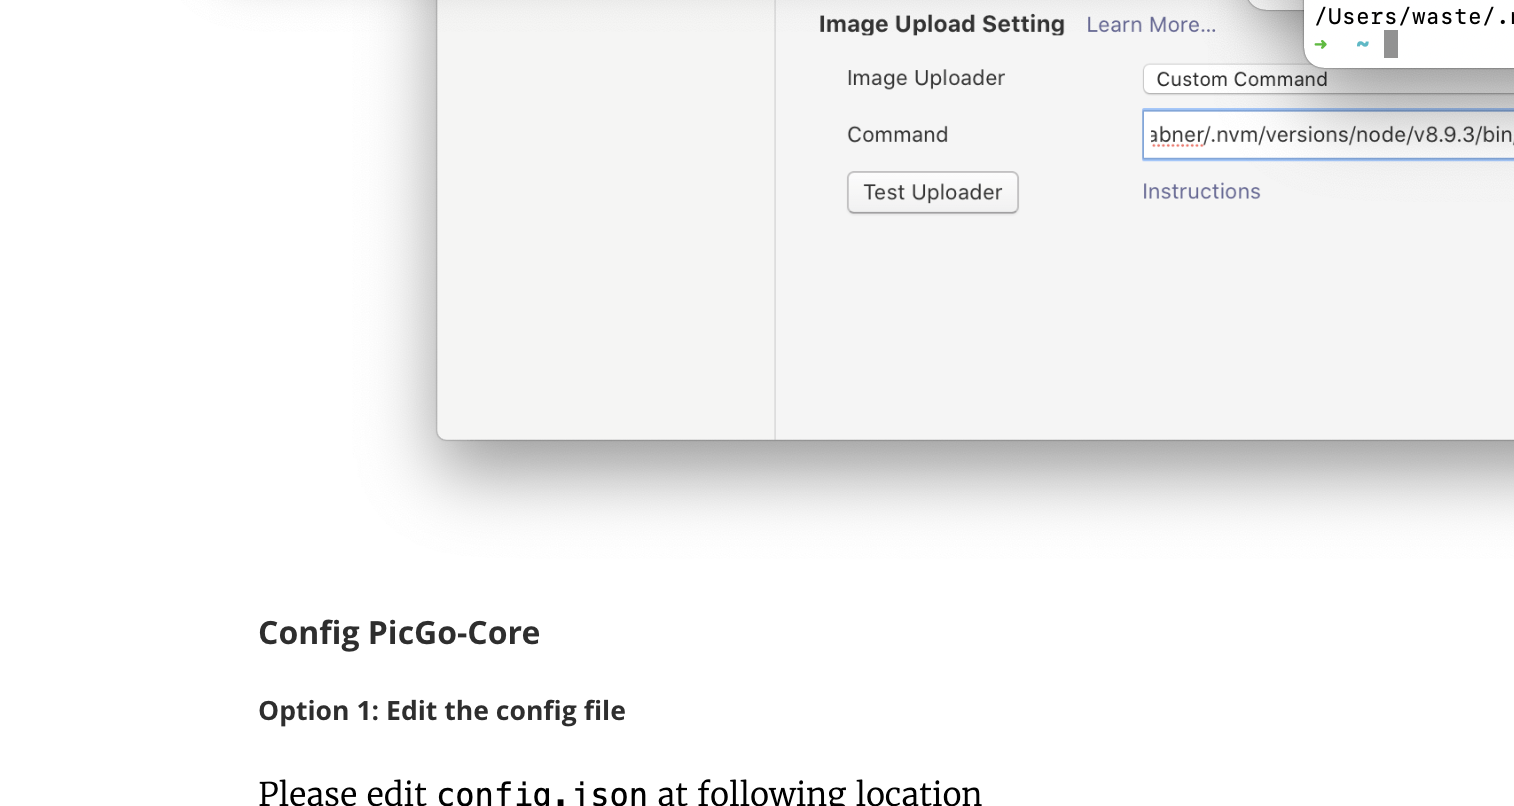 Image Upload Setting Learn More...
/Users/waste/.
➜ ~
Image Uploader Custom Command
Command abner/.nvm/versions/node/v8.9.3/bin
Test Uploader Instructions
Config PicGo-Core
Option 1: Edit the config file
Please edit config.json at following location